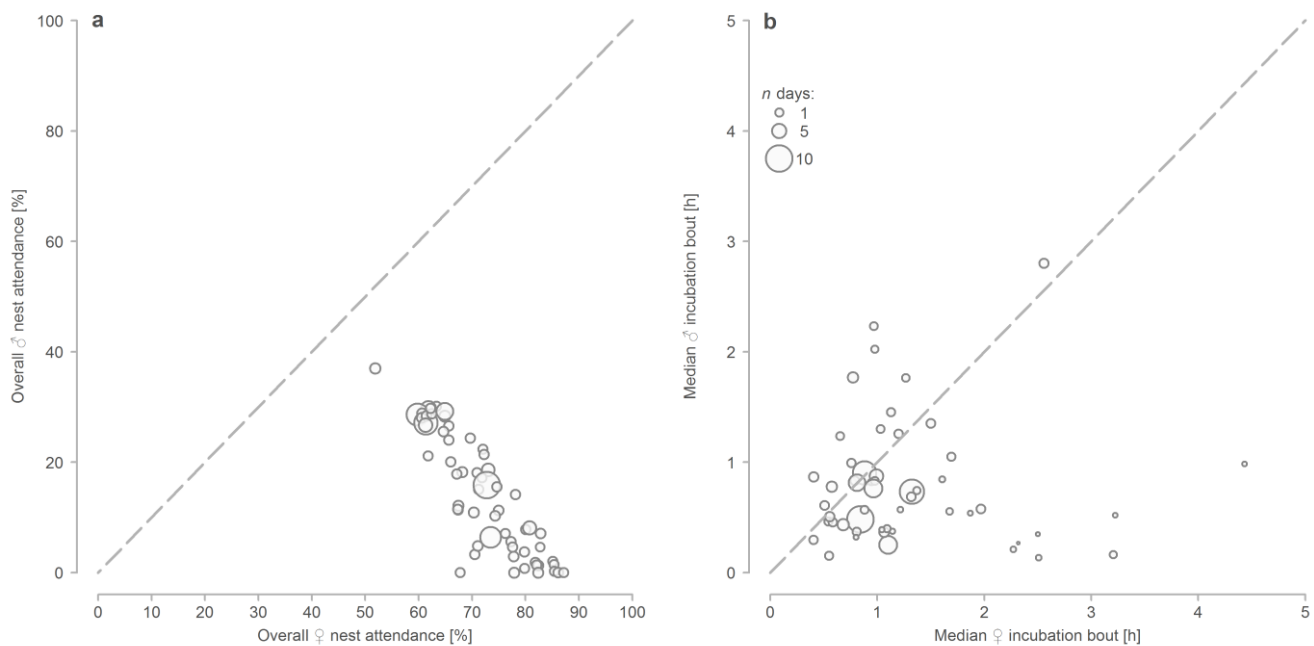 a
100
80
60
40
20
0
Overall ♂ nest attendance [%]
0 10 20 30 40 50 60 70 80 90 100
Overall ♀ nest attendance [%]
b
5
4
3
2
1
0
n days:
1
5
10
Median ♂ incubation bout [h]
0 1 2 3 4 5
Median ♀ incubation bout [h]